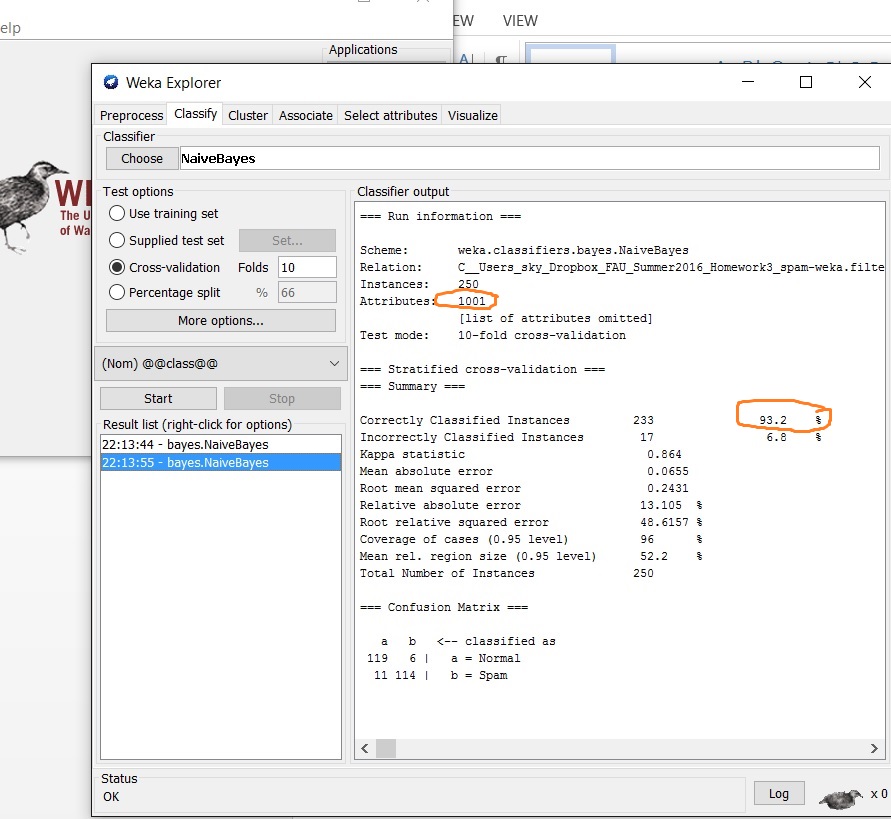 elp
EW VIEW
Applications
Weka Explorer
Preprocess Classify Cluster Associate Select attributes Visualize
Classifier
Choose NaiveBayes
WE
The U
of Wa
Test options
Use training set
Supplied test set Set...
Cross-validation Folds 10
Percentage split % 66
More options...
(Nom) @@class@@
Start Stop
Result list (right-click for options)
22:13:44 - bayes.NaiveBayes
22:13:55 - bayes.NaiveBayes
Classifier output
=== Run information ===
Scheme: weka.classifiers.bayes.NaiveBayes
Relation: C__Users_sky_Dropbox_FAU_Summer2016_Homework3_spam-weka.filte
Instances: 250
Attributes: 1001
[list of attributes omitted]
Test mode: 10-fold cross-validation
=== Stratified cross-validation ===
=== Summary ===
Correctly Classified Instances 233 93.2 %
Incorrectly Classified Instances 17 6.8 %
Kappa statistic 0.864
Mean absolute error 0.0655
Root mean squared error 0.2431
Relative absolute error 13.105 %
Root relative squared error 48.6157 %
Coverage of cases (0.95 level) 96 %
Mean rel. region size (0.95 level) 52.2 %
Total Number of Instances 250
=== Confusion Matrix ===
a b <-- classified as
119 6 | a = Normal
11 114 | b = Spam
Status
OK
Log x 0